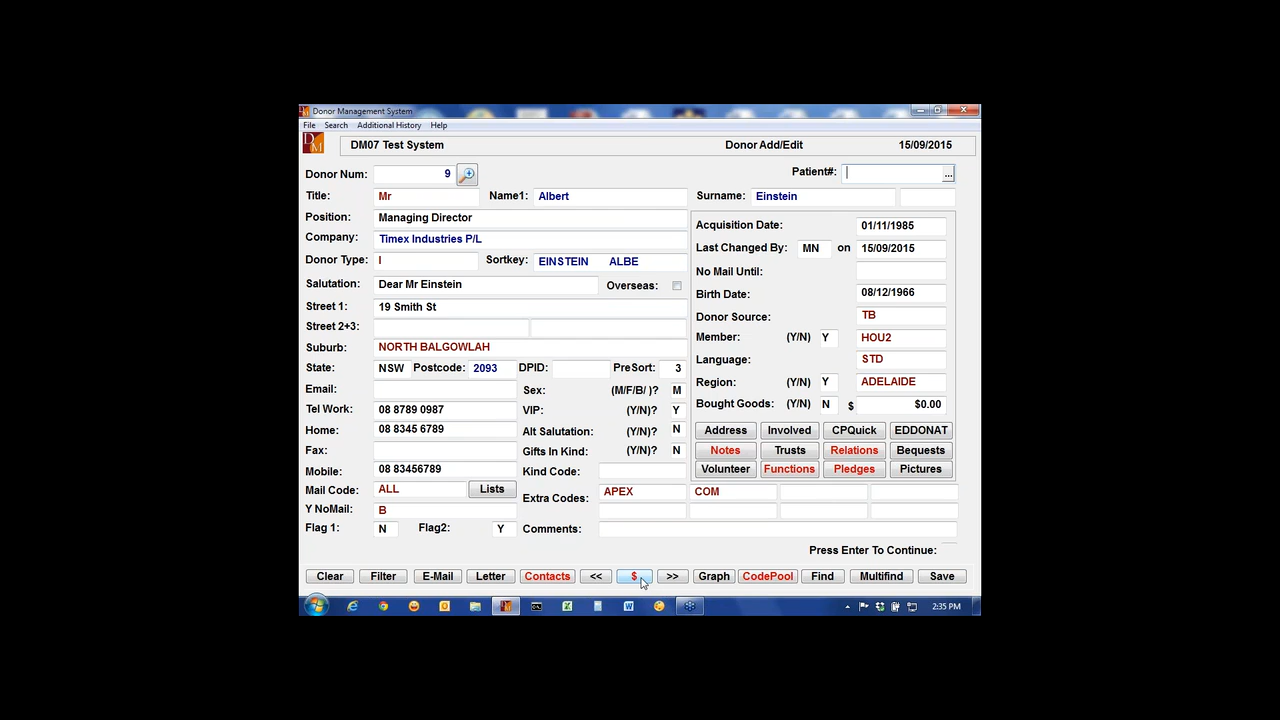 Donor Management System
File Search Additional History Help
DM DM07 Test System Donor Add/Edit 15/09/2015
Donor Num: 9 Patient#: ...
Title: Mr Name1: Albert Surname: Einstein
Position: Managing Director
Company: Timex Industries P/L
Donor Type: I Sortkey: EINSTEIN ALBE
Salutation: Dear Mr Einstein Overseas:
Street 1: 19 Smith St
Street 2+3:
Suburb: NORTH BALGOWLAH
State: NSW Postcode: 2093 DPID: PreSort: 3
Email: Sex: (M/F/B/ )? M
Tel Work: 08 8789 0987 VIP: (Y/N)? Y
Home: 08 8345 6789 Alt Salutation: (Y/N)? N
Fax: Gifts In Kind: (Y/N)? N
Mobile: 08 83456789 Kind Code:
Mail Code: ALL Lists Extra Codes: APEX COM
Y NoMail: B
Flag 1: N Flag2: Y Comments:
Acquisition Date: 01/11/1985
Last Changed By: MN on 15/09/2015
No Mail Until:
Birth Date: 08/12/1966
Donor Source: TB
Member: (Y/N) Y HOU2
Language: STD
Region: (Y/N) Y ADELAIDE
Bought Goods: (Y/N) N $ $0.00
Address Involved CPQuick EDDONAT
Notes Trusts Relations Bequests
Volunteer Functions Pledges Pictures
Press Enter To Continue:
Clear Filter E-Mail Letter Contacts << $ >> Graph CodePool Find Multifind Save
2:35 PM